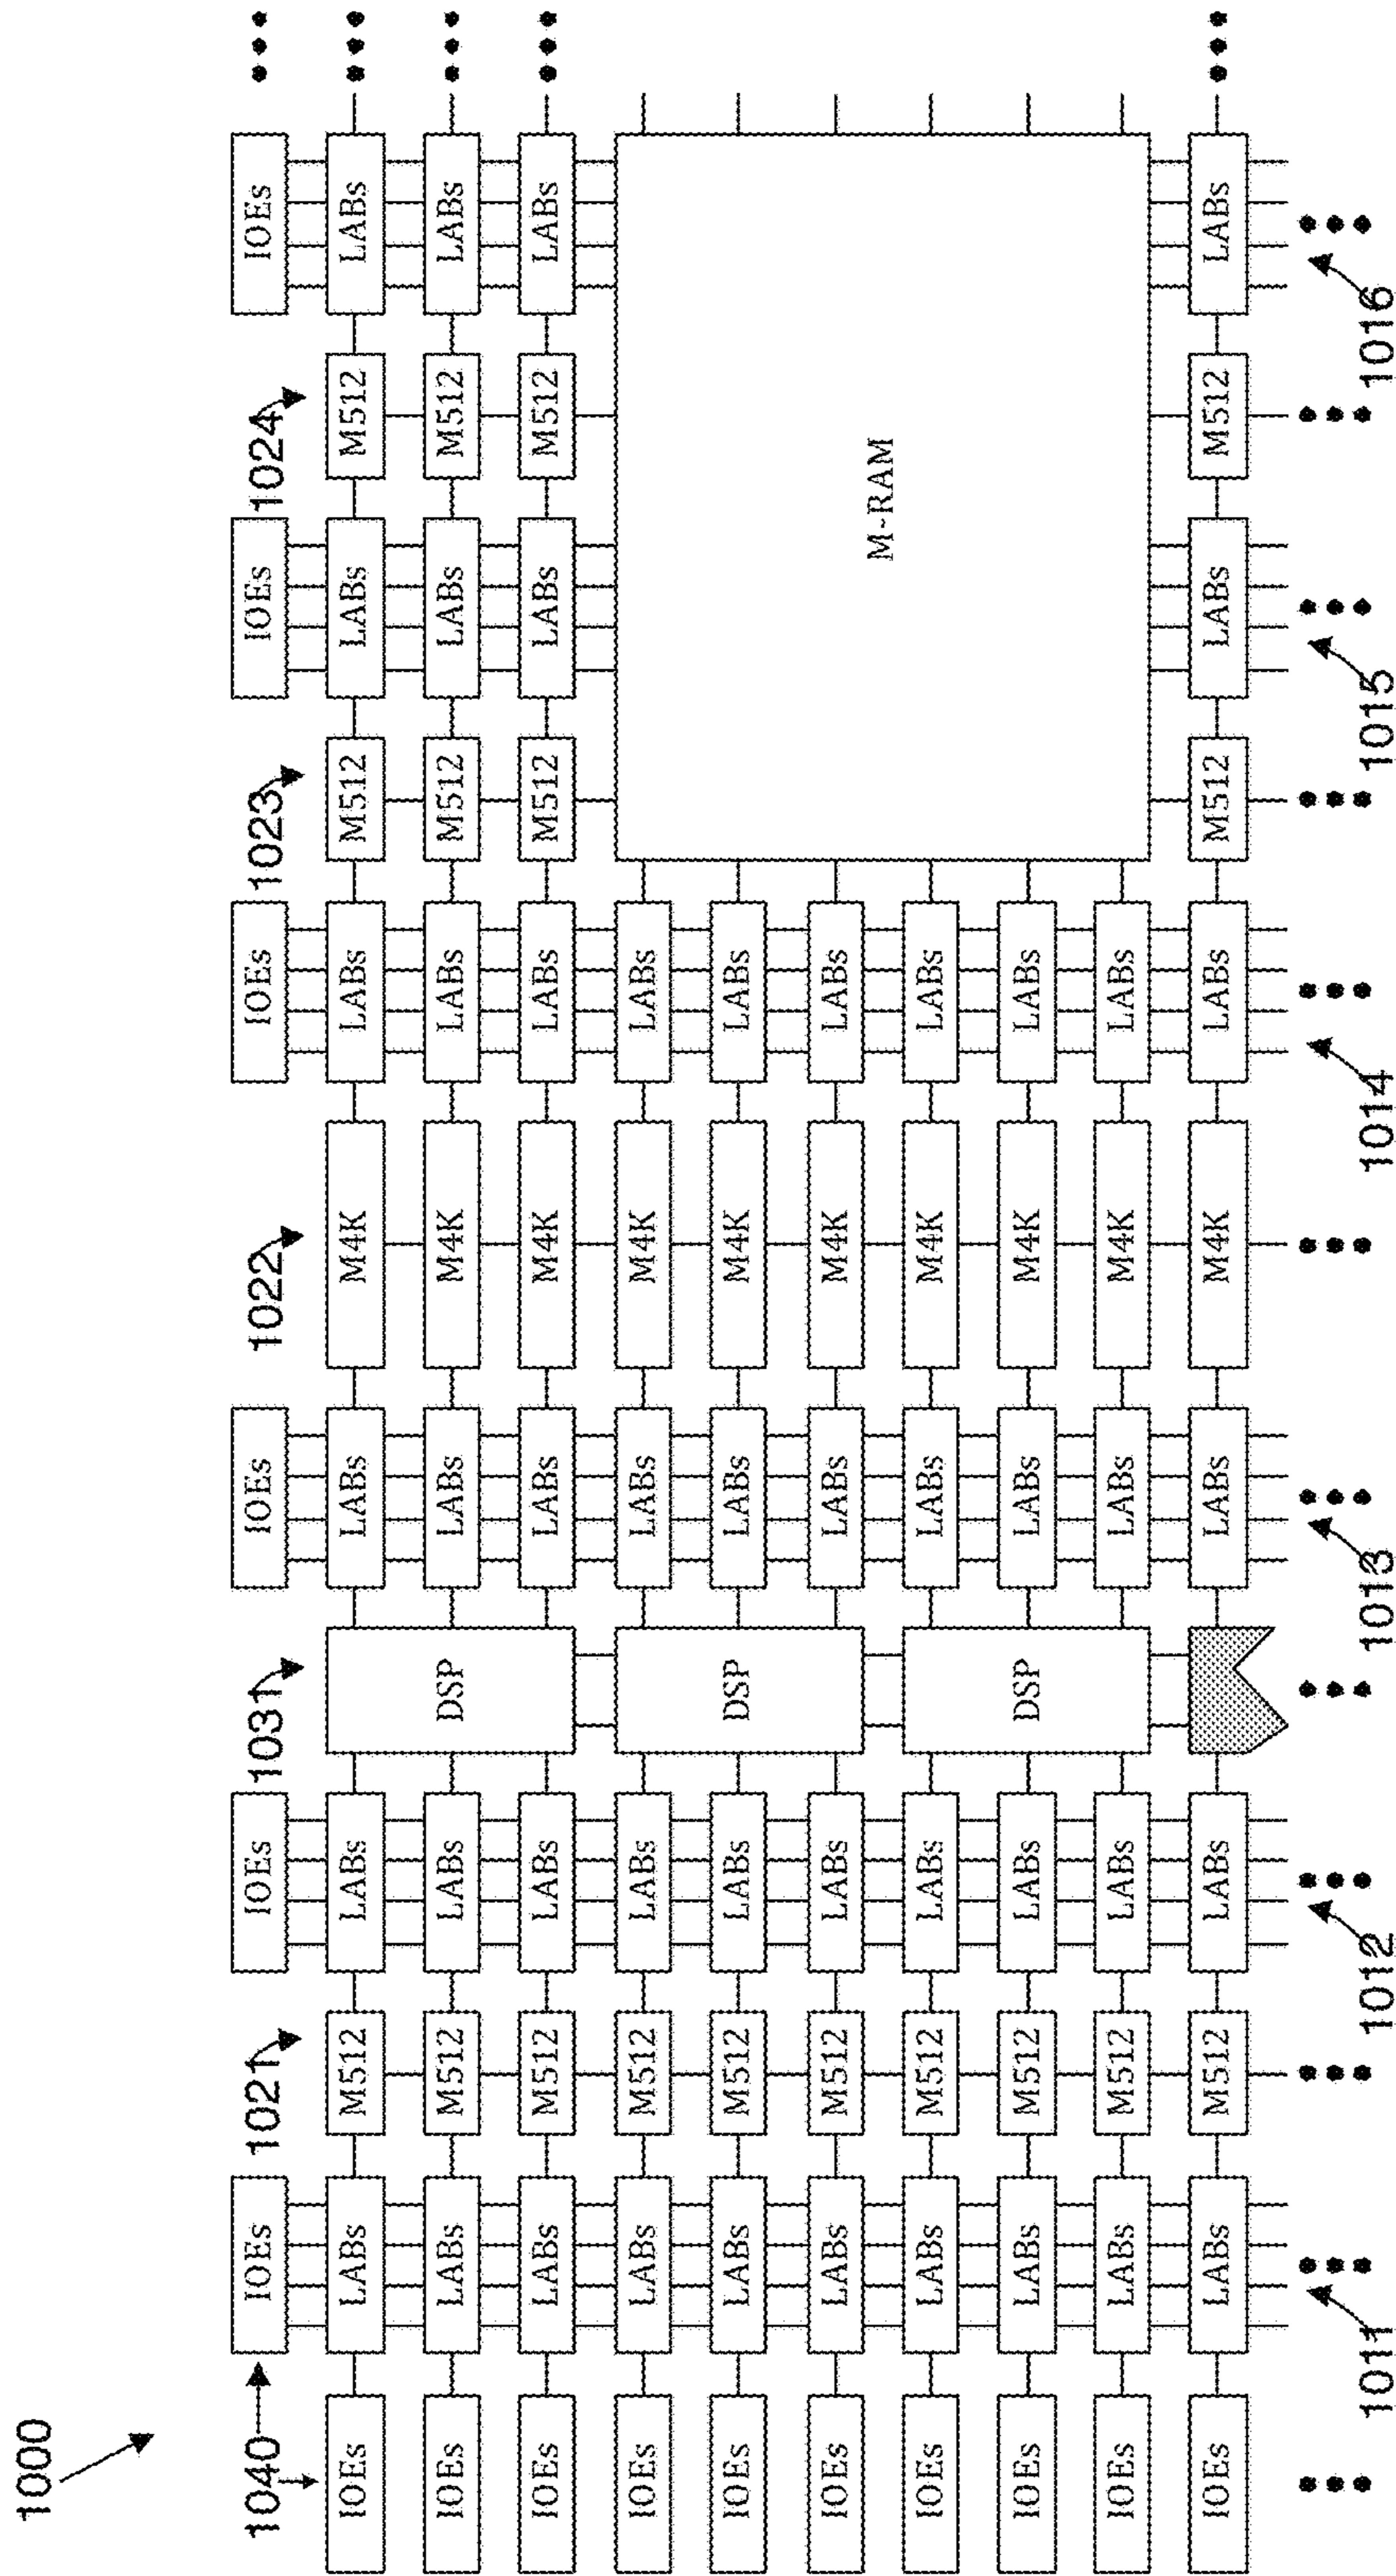 1000
1040 IOEs 1021 IOEs 1031 IOEs 1022 IOEs 1023 IOEs 1024 IOEs
IOEs LABs M512 LABs LABs M4K LABs M512 LABs M512 LABs
IOEs LABs M512 LABs DSP LABs M4K LABs M512 LABs M512 LABs
IOEs LABs M512 LABs LABs M4K LABs M512 LABs M512 LABs
IOEs LABs M512 LABs LABs M4K LABs
IOEs LABs M512 LABs DSP LABs M4K LABs
IOEs LABs M512 LABs LABs M4K LABs
M-RAM
IOEs LABs M512 LABs LABs M4K LABs
IOEs LABs M512 LABs DSP LABs M4K LABs
IOEs LABs M512 LABs LABs M4K LABs
IOEs LABs M512 LABs LABs M4K LABs M512 LABs M512 LABs
1011 1012 1013 1014 1015 1016